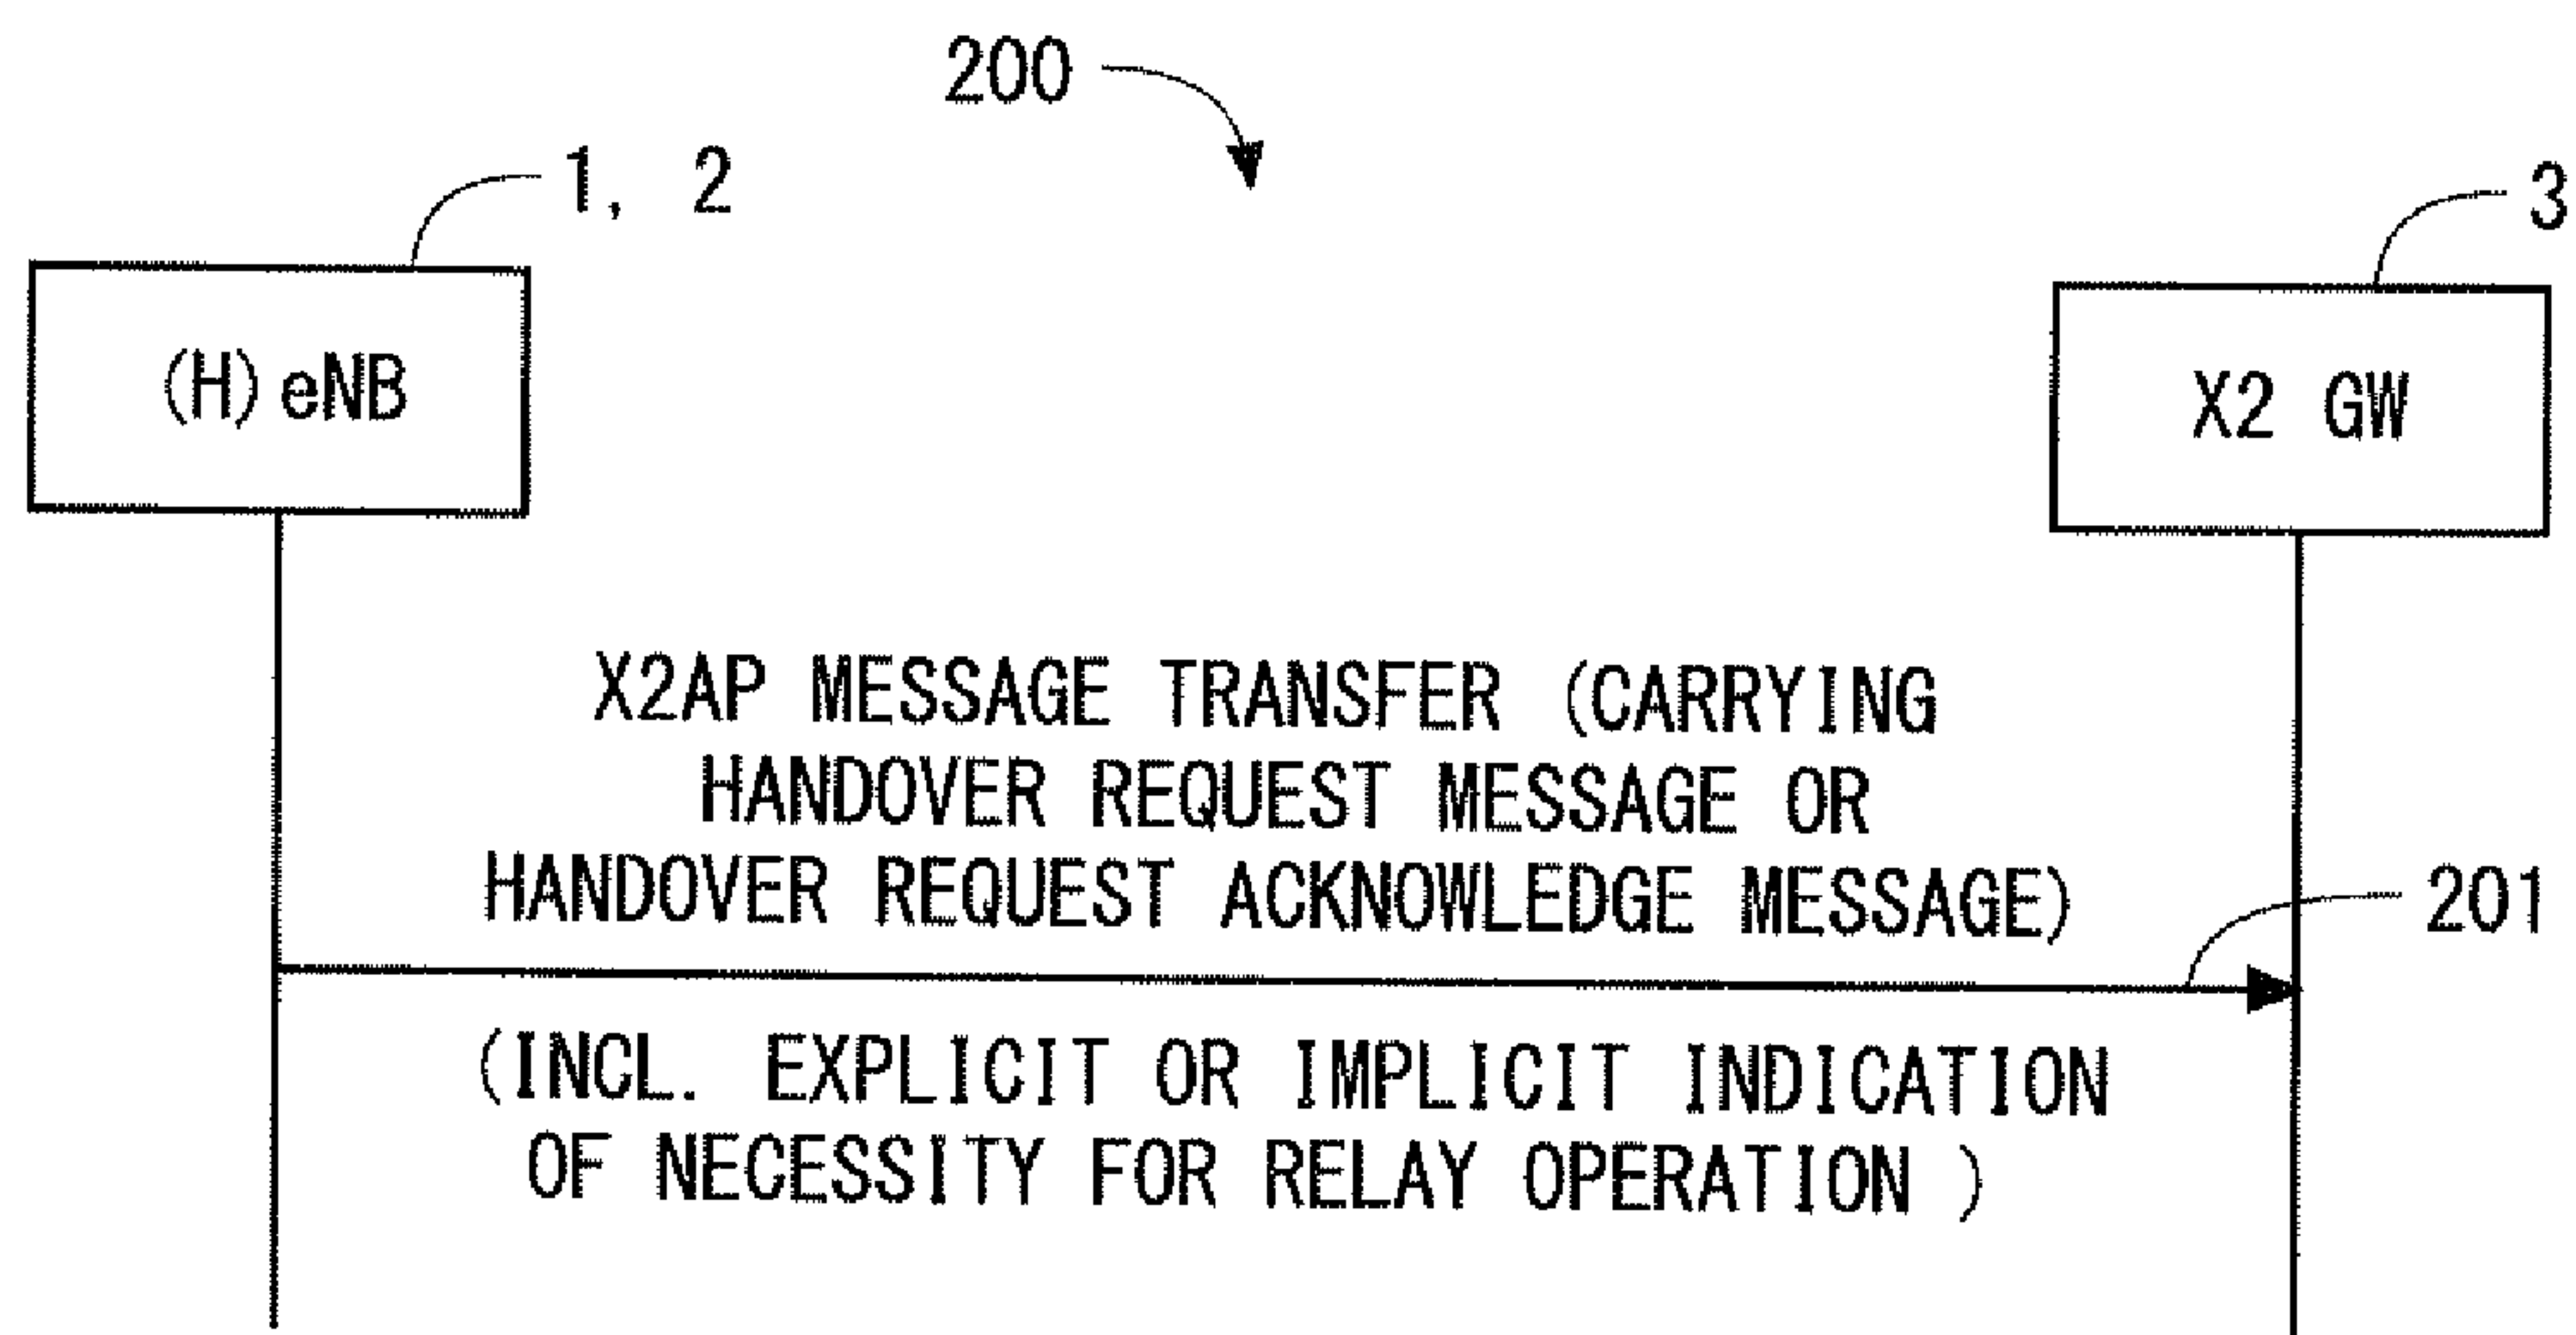 200
1, 2
3
(H)eNB
X2 GW
X2AP MESSAGE TRANSFER (CARRYING
HANDOVER REQUEST MESSAGE OR
HANDOVER REQUEST ACKNOWLEDGE MESSAGE)
201
(INCL. EXPLICIT OR IMPLICIT INDICATION
OF NECESSITY FOR RELAY OPERATION )